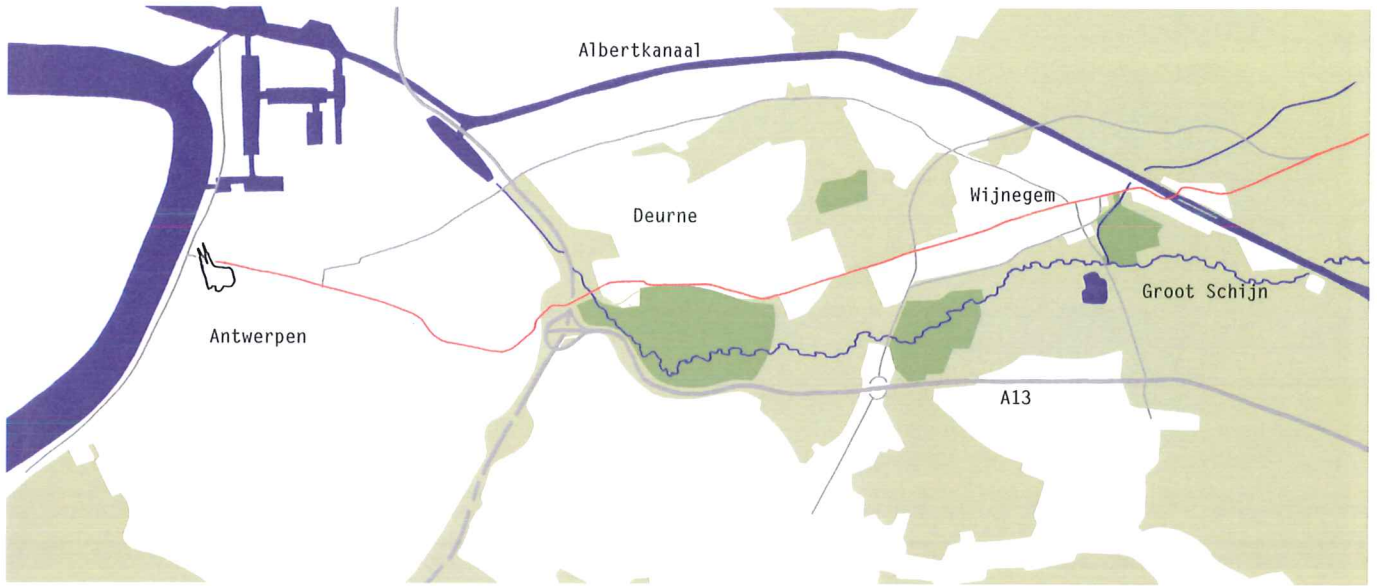 Albertkanaal
Wijnegem
Deurne
Groot Schijn
Antwerpen
A13